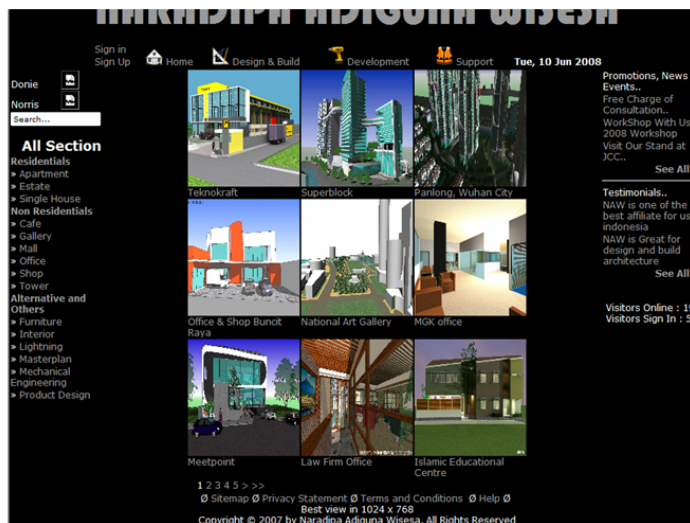 NARADIPA ADIGUNA WISESA
Sign in
Sign Up
Home
Design & Build
Development
Support
Tue, 10 Jun 2008
Donie
Norris
Search...
All Section
Residentials
» Apartment
» Estate
» Single House
Non Residentials
» Cafe
» Gallery
» Mall
» Office
» Shop
» Tower
Alternative and
Others
» Furniture
» Interior
» Lightning
» Masterplan
» Mechanical
Engineering
» Product Design
Teknokraft
Superblock
Panlong, Wuhan City
Office & Shop Buncit
Raya
National Art Gallery
MGK office
Meetpoint
Law Firm Office
Islamic Educational
Centre
1 2 3 4 5 > >>
Ø Sitemap Ø Privacy Statement Ø Terms and Conditions Ø Help Ø
Best view in 1024 x 768
Copyright © 2007 by Naradipa Adiguna Wisesa. All Rights Reserved
Promotions, News
Events..
Free Charge of
Consultation..
WorkShop With Us
2008 Workshop
Visit Our Stand at
JCC..
See All
Testimonials..
NAW is one of the
best affiliate for us
indonesia
NAW is Great for
design and build
architecture
See All
Visitors Online : 19
Visitors Sign In : 5